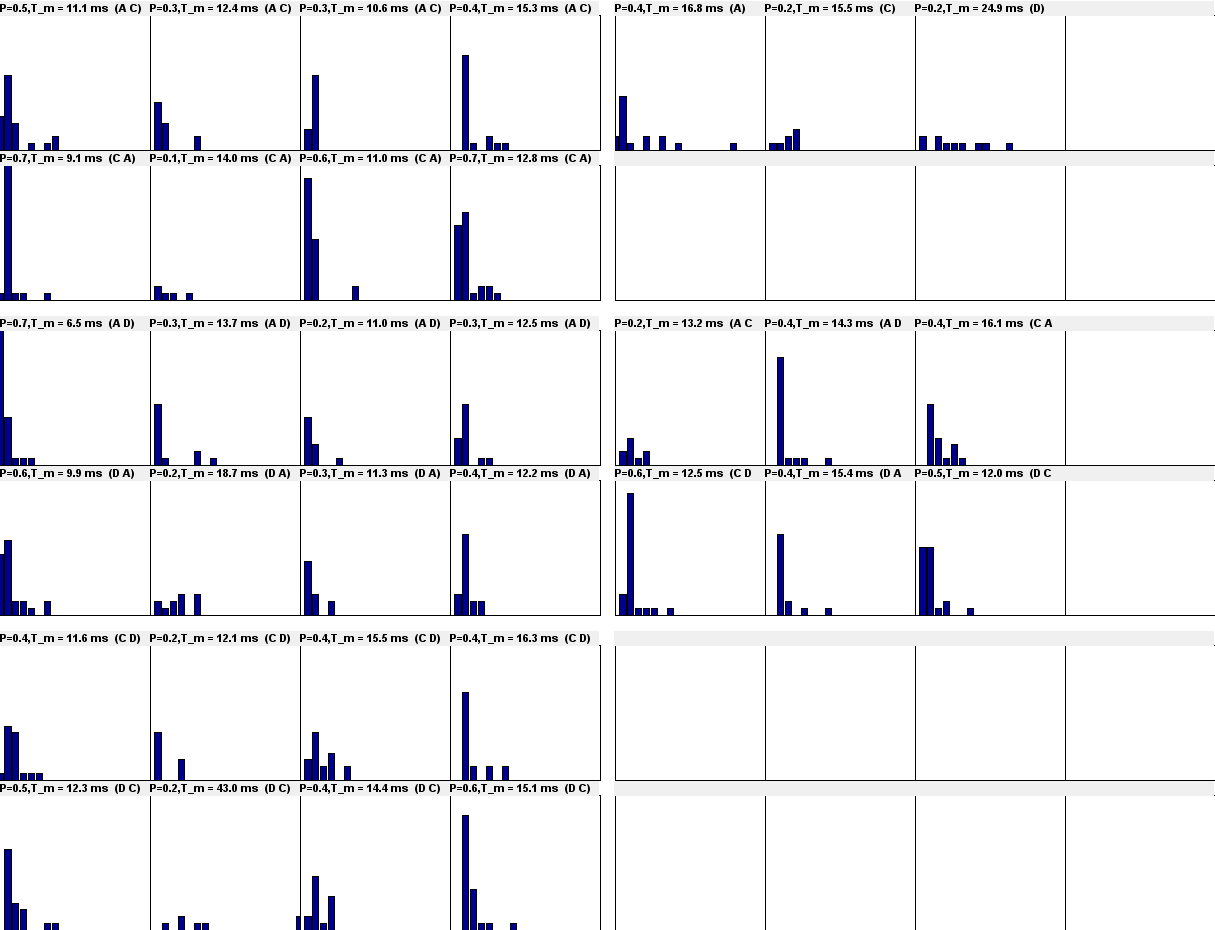 P=0.5,T_m = 11.1 ms (A C) P=0.3,T_m = 12.4 ms (A C) P=0.3,T_m = 10.6 ms (A C) P=0.4,T_m = 15.3 ms (A C) P=0.4,T_m = 16.8 ms (A) P=0.2,T_m = 15.5 ms (C) P=0.2,T_m = 24.9 ms (D)
P=0.7,T_m = 9.1 ms (C A) P=0.1,T_m = 14.0 ms (C A) P=0.6,T_m = 11.0 ms (C A) P=0.7,T_m = 12.8 ms (C A)
P=0.7,T_m = 6.5 ms (A D) P=0.3,T_m = 13.7 ms (A D) P=0.2,T_m = 11.0 ms (A D) P=0.3,T_m = 12.5 ms (A D) P=0.2,T_m = 13.2 ms (A C P=0.4,T_m = 14.3 ms (A D P=0.4,T_m = 16.1 ms (C A
P=0.6,T_m = 9.9 ms (D A) P=0.2,T_m = 18.7 ms (D A) P=0.3,T_m = 11.3 ms (D A) P=0.4,T_m = 12.2 ms (D A) P=0.6,T_m = 12.5 ms (C D P=0.4,T_m = 15.4 ms (D A P=0.5,T_m = 12.0 ms (D C
P=0.4,T_m = 11.6 ms (C D) P=0.2,T_m = 12.1 ms (C D) P=0.4,T_m = 15.5 ms (C D) P=0.4,T_m = 16.3 ms (C D)
P=0.5,T_m = 12.3 ms (D C) P=0.2,T_m = 43.0 ms (D C) P=0.4,T_m = 14.4 ms (D C) P=0.6,T_m = 15.1 ms (D C)